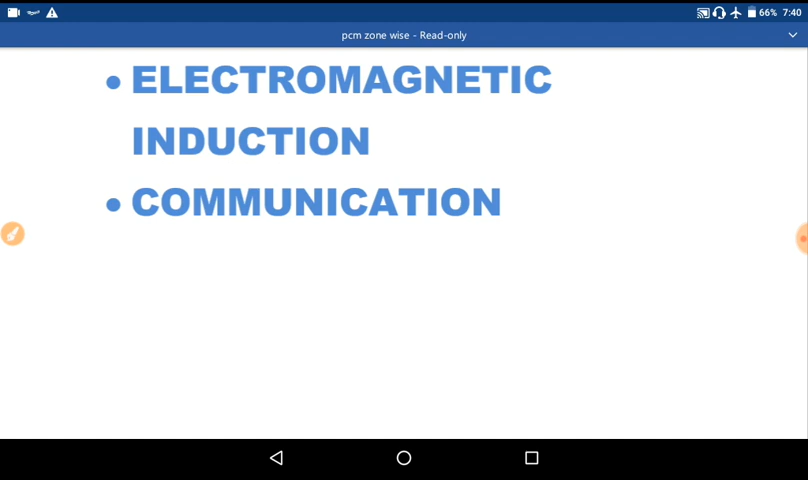 66% 7:40
pcm zone wise - Read-only
• ELECTROMAGNETIC
INDUCTION
• COMMUNICATION